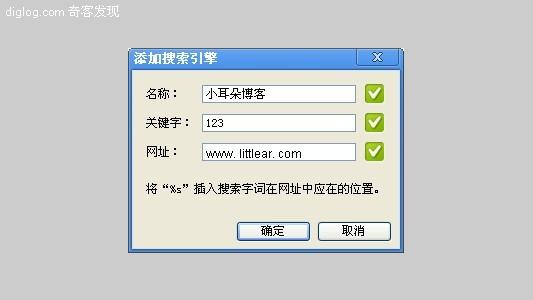 diglog.com 奇客发现
添加搜索引擎
名称： 小耳朵博客
关键字： 123
网址： www.littlear.com
将“%s”插入搜索字词在网址中应在的位置。
确定 取消